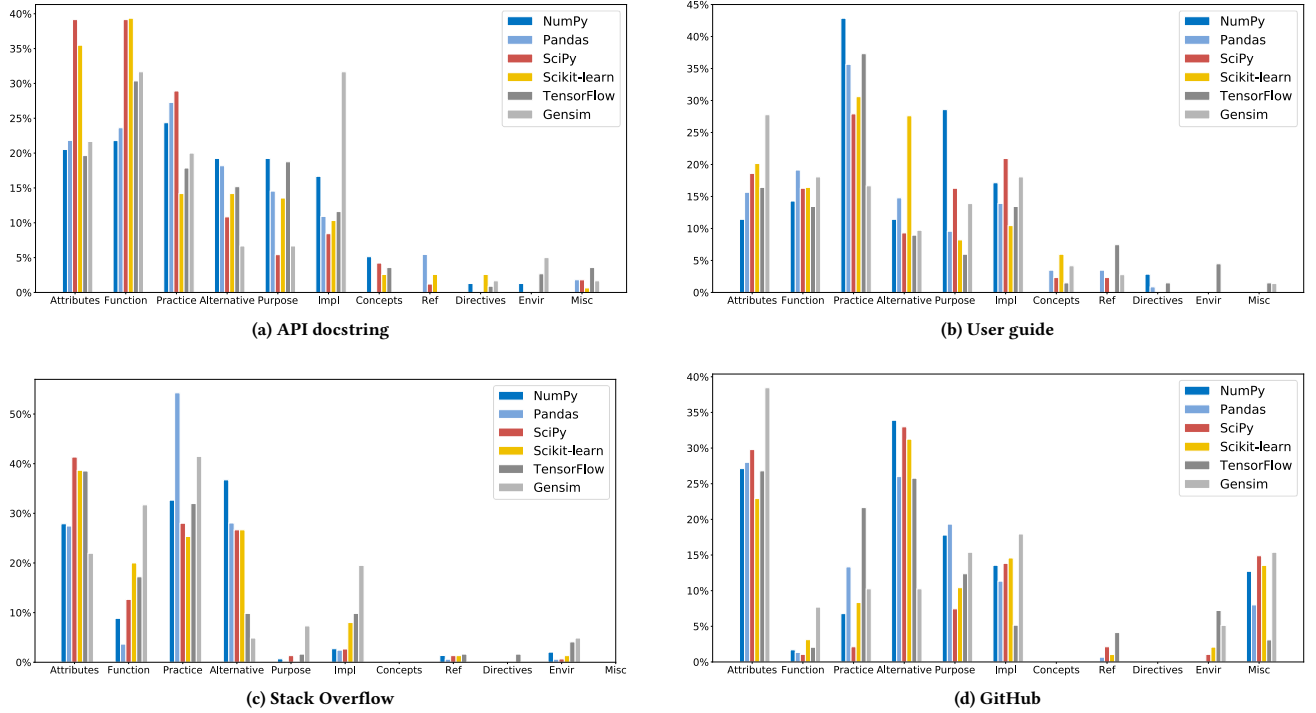 40%
35%
30%
25%
20%
15%
10%
5%
0%
NumPy
Pandas
SciPy
Scikit-learn
TensorFlow
Gensim
Attributes Function Practice Alternative Purpose Impl Concepts Ref Directives Envir Misc
(a) API docstring
45%
40%
35%
30%
25%
20%
15%
10%
5%
0%
NumPy
Pandas
SciPy
Scikit-learn
TensorFlow
Gensim
Attributes Function Practice Alternative Purpose Impl Concepts Ref Directives Envir Misc
(b) User guide
50%
40%
30%
20%
10%
0%
NumPy
Pandas
SciPy
Scikit-learn
TensorFlow
Gensim
Attributes Function Practice Alternative Purpose Impl Concepts Ref Directives Envir Misc
(c) Stack Overflow
40%
35%
30%
25%
20%
15%
10%
5%
0%
NumPy
Pandas
SciPy
Scikit-learn
TensorFlow
Gensim
Attributes Function Practice Alternative Purpose Impl Concepts Ref Directives Envir Misc
(d) GitHub